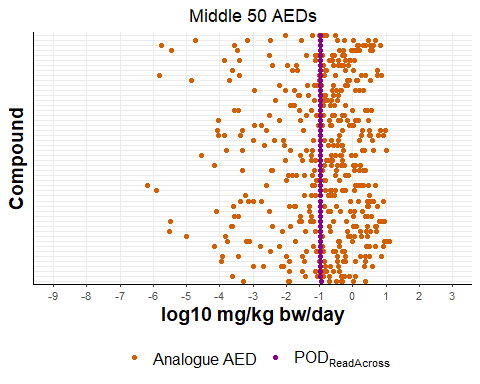 Middle 50 AEDs
Compound
-9 -8 -7 -6 -5 -4 -3 -2 -1 0 1 2 3
log10 mg/kg bw/day
Analogue AED POD_ReadAcross